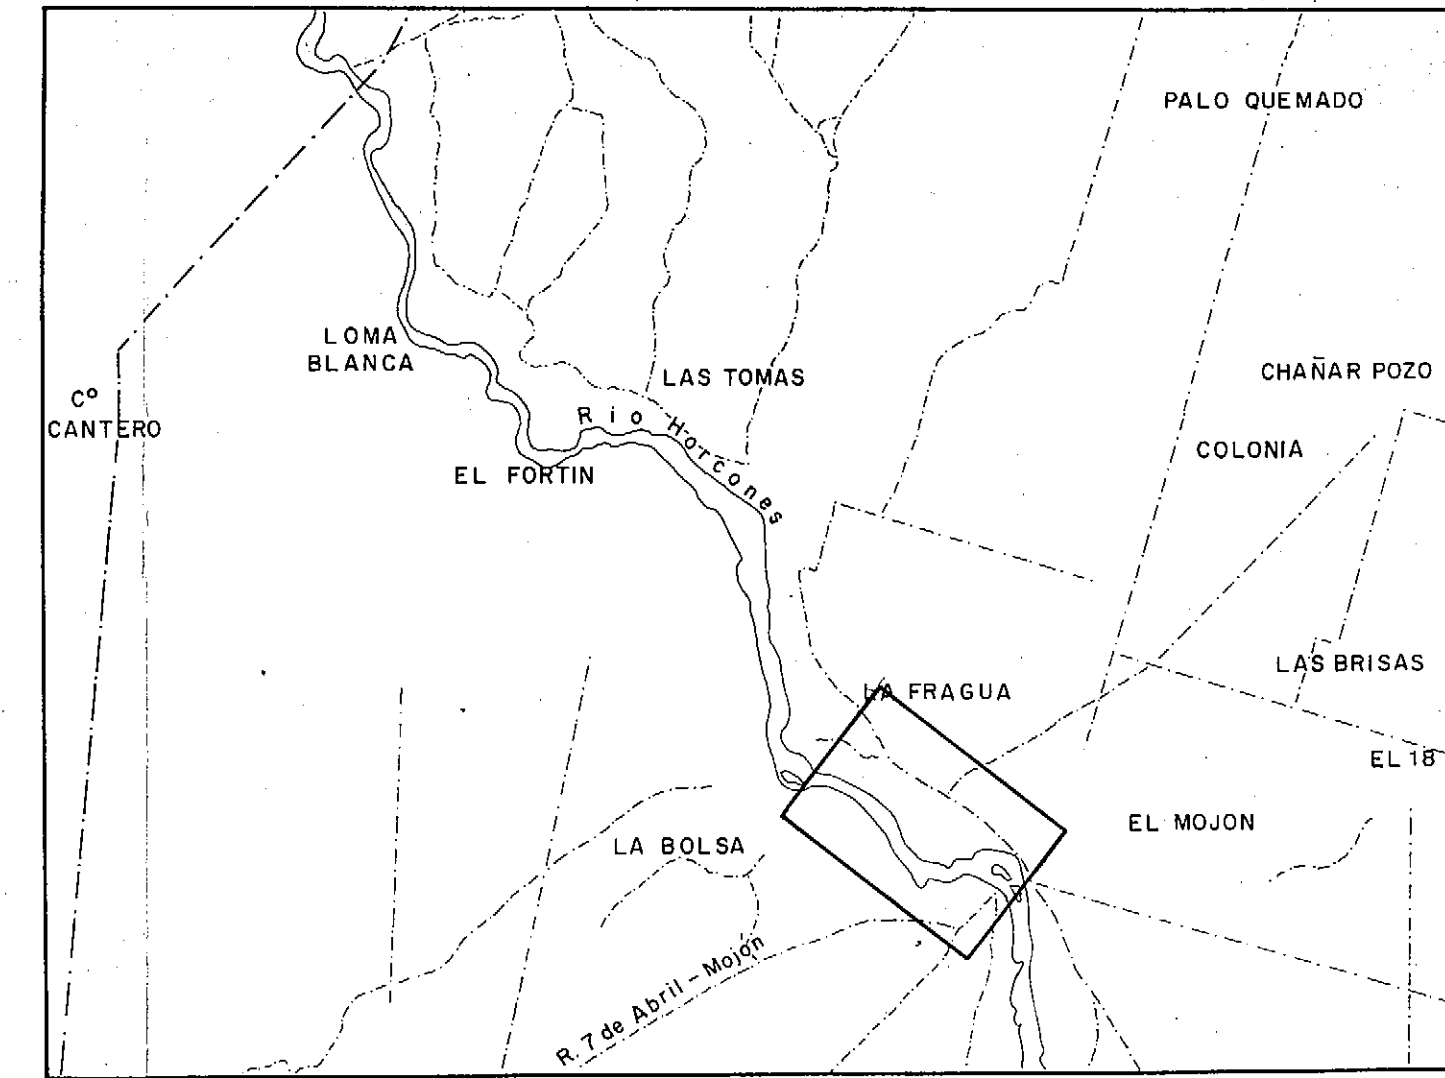 PALO QUEMADO
LOMA
BLANCA
LAS TOMAS
CHAÑAR POZO
Cº
CANTERO
Río Horcones
COLONIA
EL FORTIN
LAS BRISAS
LA FRAGUA
EL 18
EL MOJON
LA BOLSA
R. 7 de Abril - Mojón